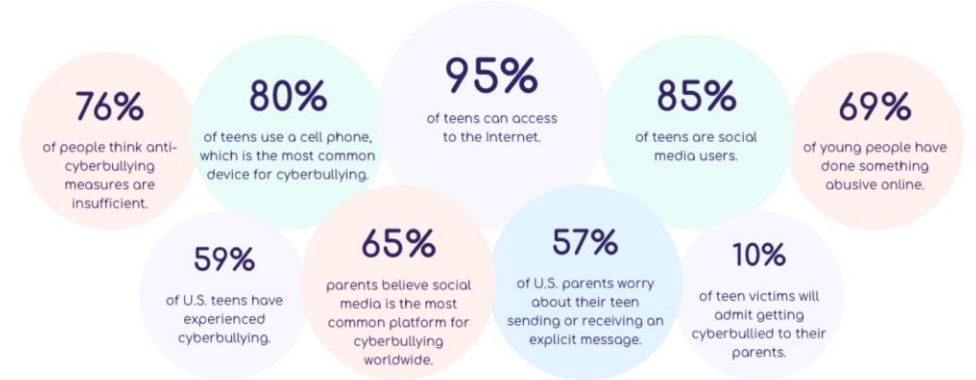 76%
of people think anti-
cyberbullying
measures are
insufficient.
80%
of teens use a cell phone,
which is the most common
device for cyberbullying.
95%
of teens can access
to the Internet.
85%
of teens are social
media users.
69%
of young people have
done something
abusive online.
59%
of U.S. teens have
experienced
cyberbullying.
65%
parents believe social
media is the most
common platform for
cyberbullying
worldwide.
57%
of U.S. parents worry
about their teen
sending or receiving an
explicit message.
10%
of teen victims will
admit getting
cyberbullied to their
parents.